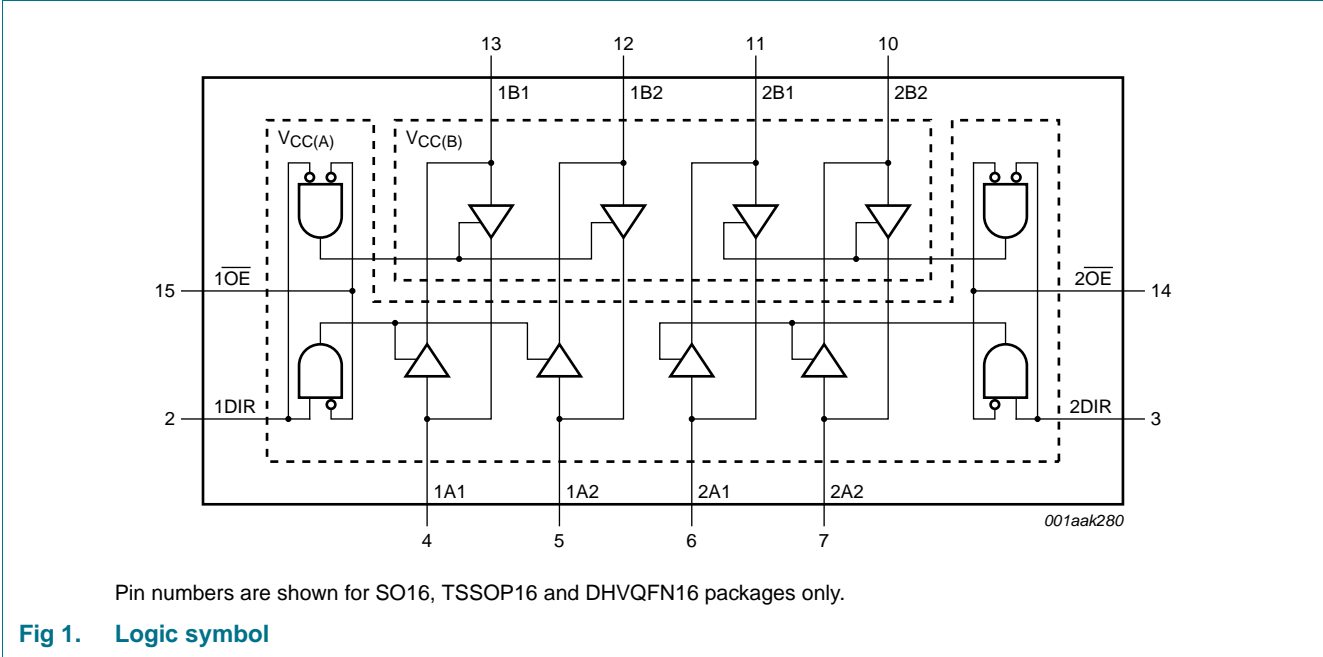 13 12 11 10
1B1 1B2 2B1 2B2
VCC(A) VCC(B)
15 1OE 2OE 14
2 1DIR 2DIR 3
1A1 1A2 2A1 2A2
001aak280
4 5 6 7
Pin numbers are shown for SO16, TSSOP16 and DHVQFN16 packages only.
Fig 1. Logic symbol